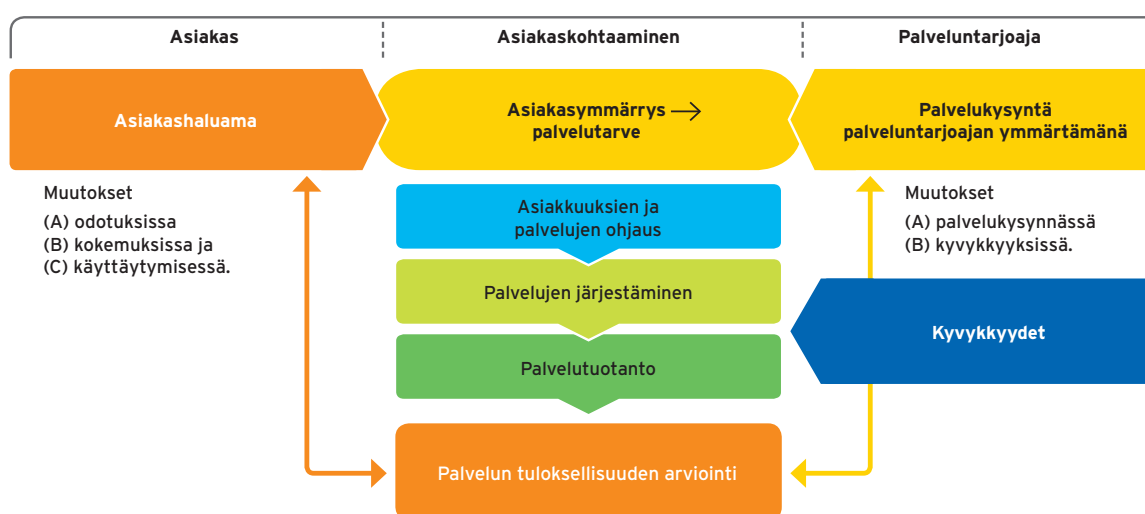 Asiakas
Asiakaskohtaaminen
Palveluntarjoaja
Asiakashaluama
Asiakasymmärrys →
palvelutarve
Palvelukysyntä
palveluntarjoajan ymmärtämänä
Muutokset
(A) odotuksissa
(B) kokemuksissa ja
(C) käyttäytymisessä.
Asiakkuuksien ja
palvelujen ohjaus
Palvelujen järjestäminen
Palvelutuotanto
Palvelun tuloksellisuuden arviointi
Muutokset
(A) palvelukysynnässä
(B) kyvykkyyksissä.
Kyvykkyydet